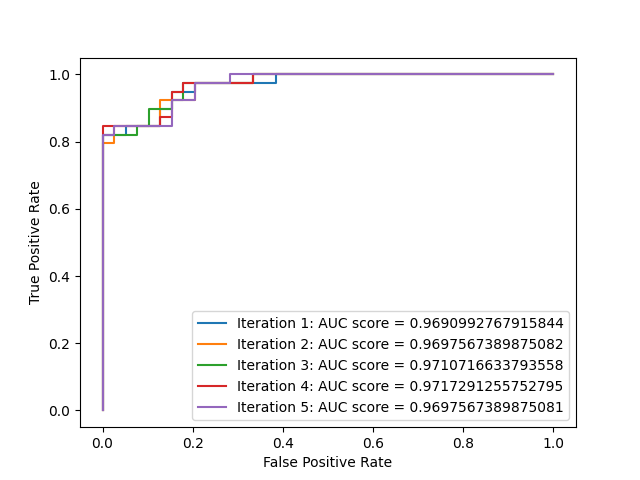 1.0
0.8
0.6
0.4
0.2
0.0
True Positive Rate
Iteration 1: AUC score = 0.9690992767915844
Iteration 2: AUC score = 0.9697567389875082
Iteration 3: AUC score = 0.9710716633793558
Iteration 4: AUC score = 0.9717291255752795
Iteration 5: AUC score = 0.9697567389875081
0.0 0.2 0.4 0.6 0.8 1.0
False Positive Rate